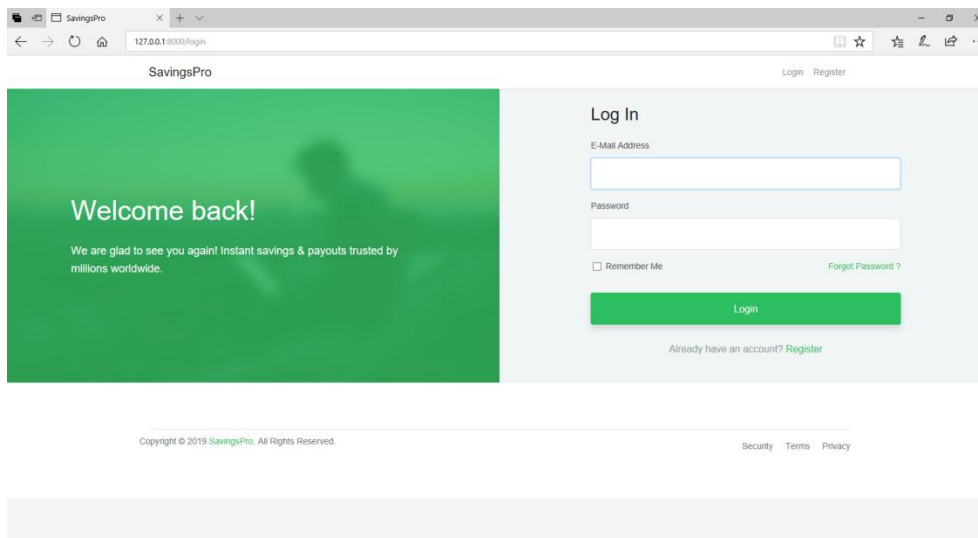 SavingsPro
127.0.0.1:8000/login
SavingsPro
Login Register
Log In
E-Mail Address
Welcome back!
Password
We are glad to see you again! Instant savings & payouts trusted by
millions worldwide.
Remember Me
Forgot Password ?
Login
Already have an account? Register
Copyright © 2019 SavingsPro. All Rights Reserved.
Security Terms Privacy